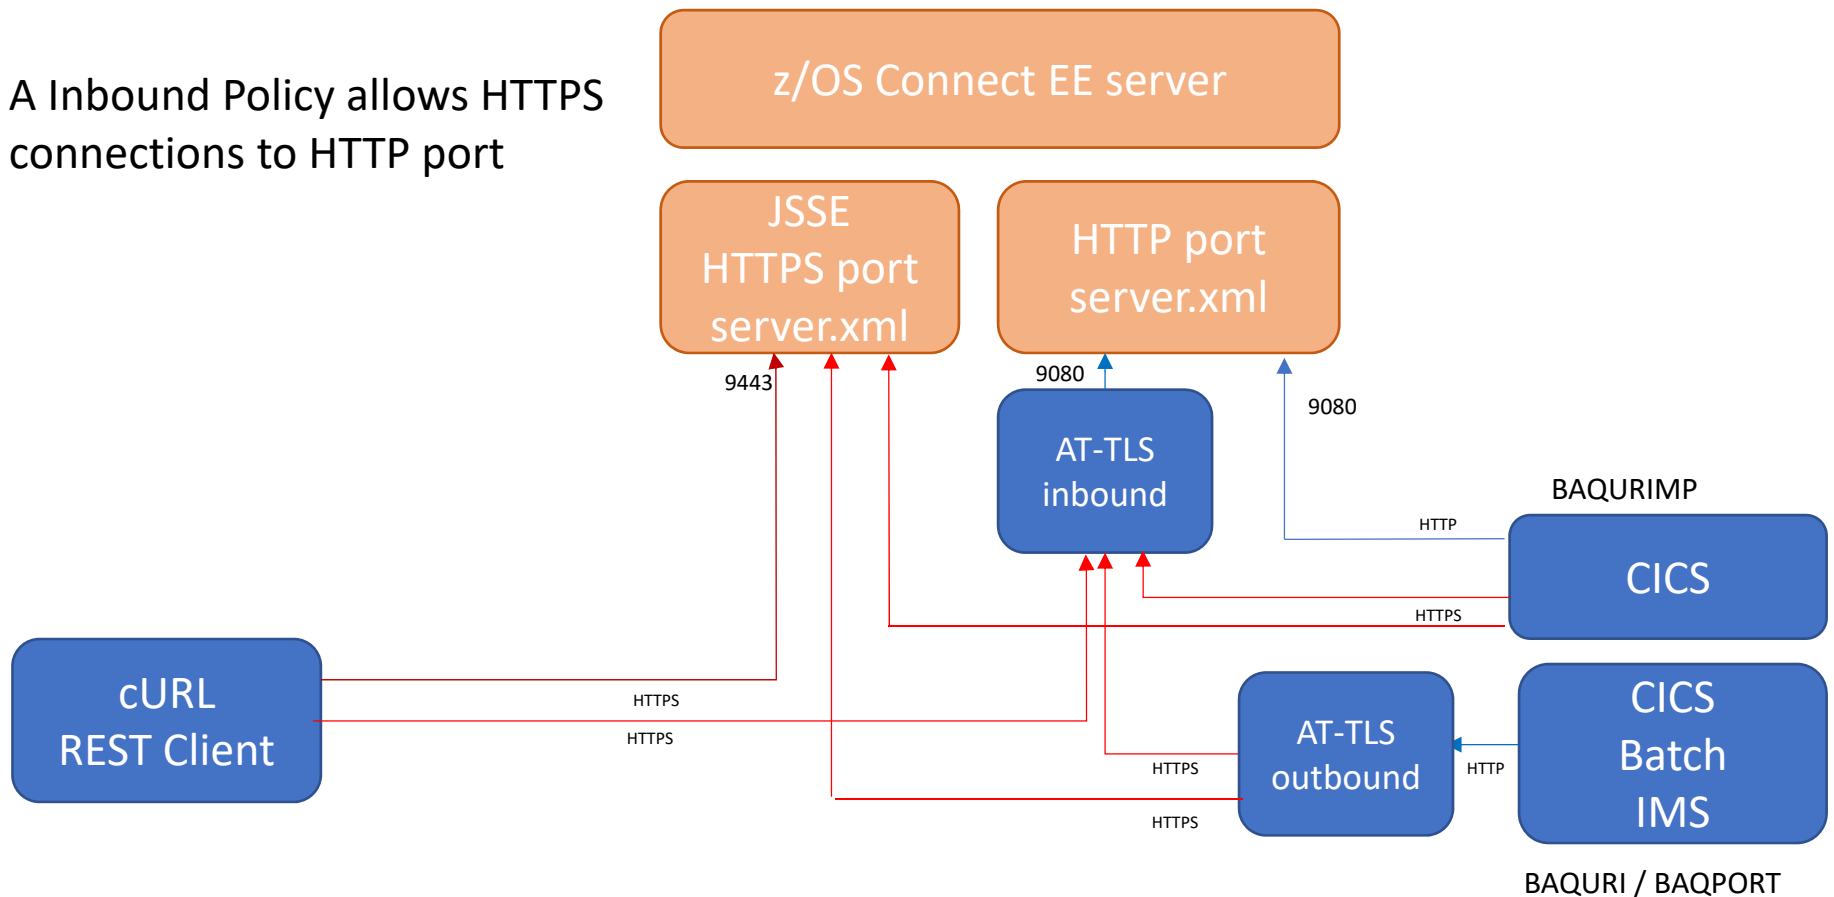 z/OS Connect EE server
A Inbound Policy allows HTTPS
connections to HTTP port
JSSE
HTTPS port
server.xml
HTTP port
server.xml
9443
9080
9080
AT-TLS
inbound
BAQURIMP
HTTP
CICS
HTTPS
cURL
REST Client
HTTPS
HTTPS
AT-TLS
outbound
HTTPS
HTTPS
HTTP
CICS
Batch
IMS
BAQURI / BAQPORT